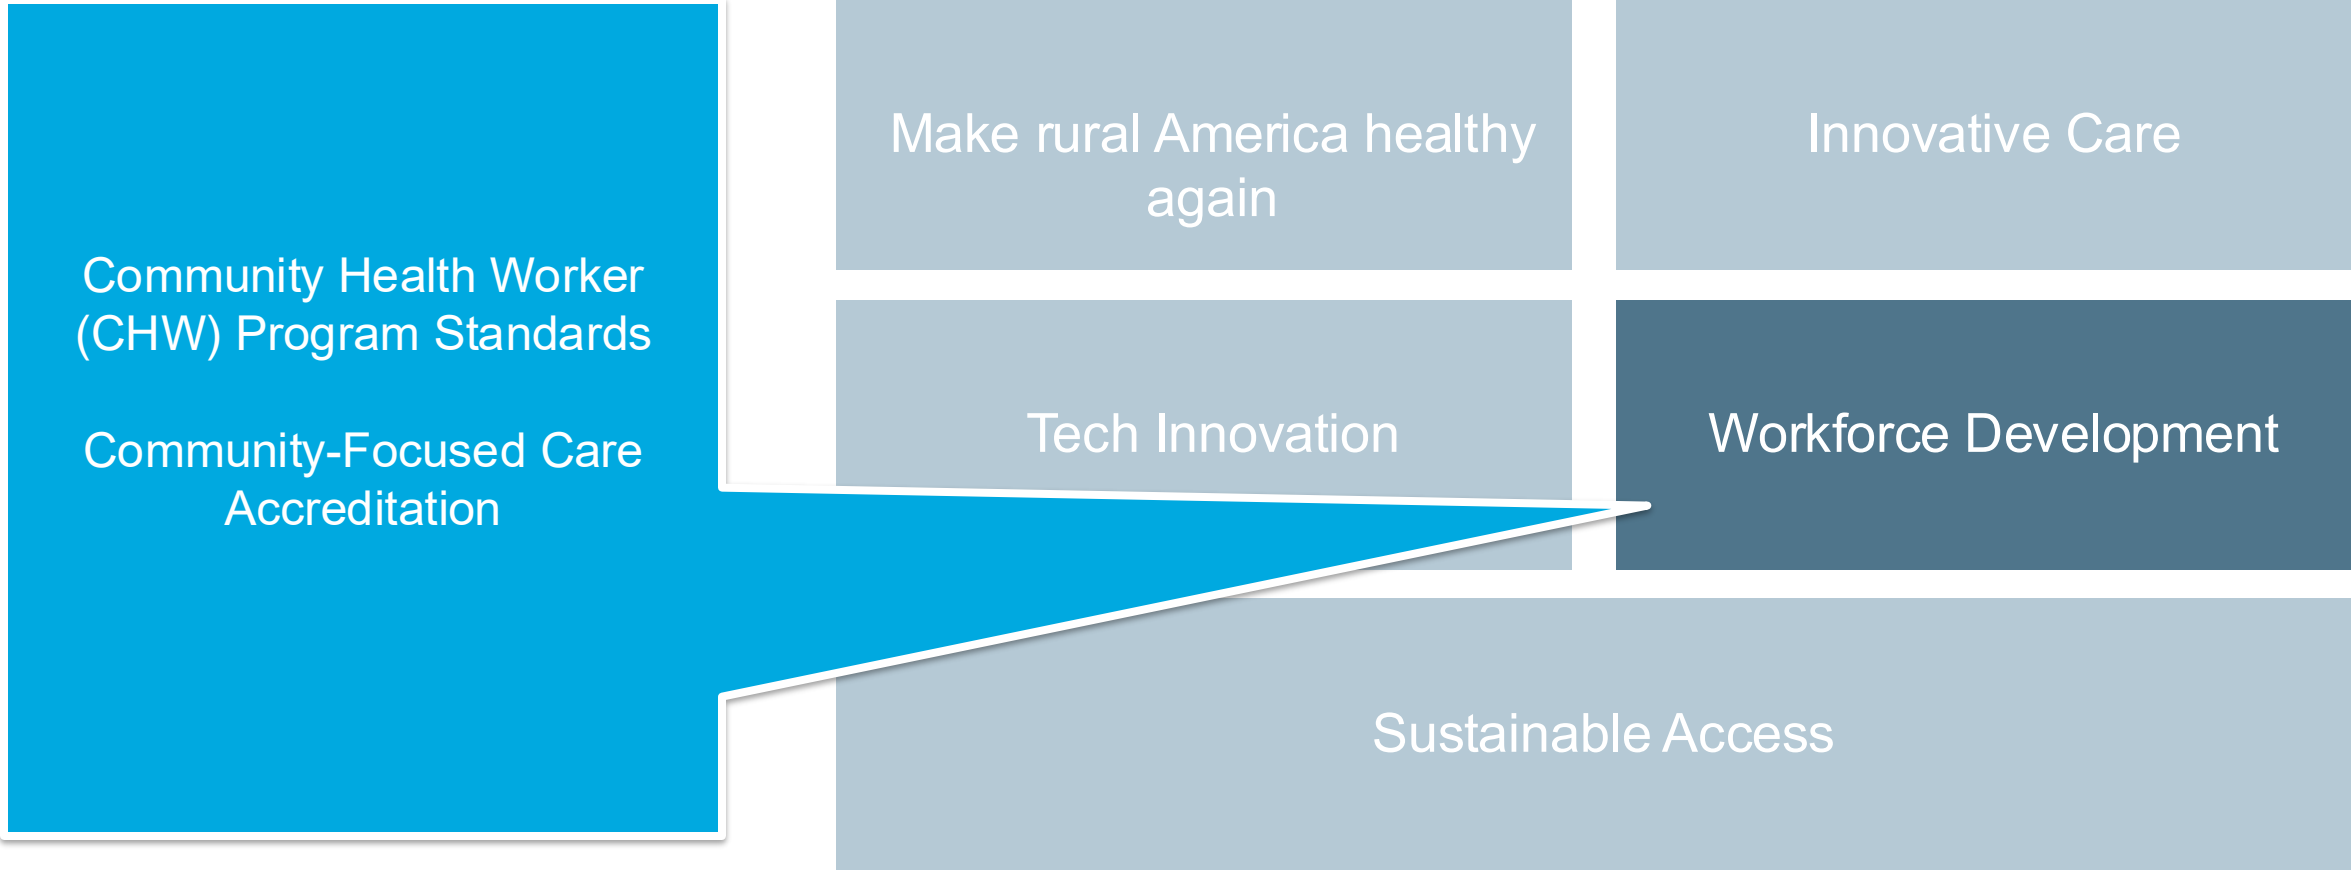 Community Health Worker
(CHW) Program Standards
Community-Focused Care
Accreditation
Make rural America healthy
again
Innovative Care
Tech Innovation
Workforce Development
Sustainable Access